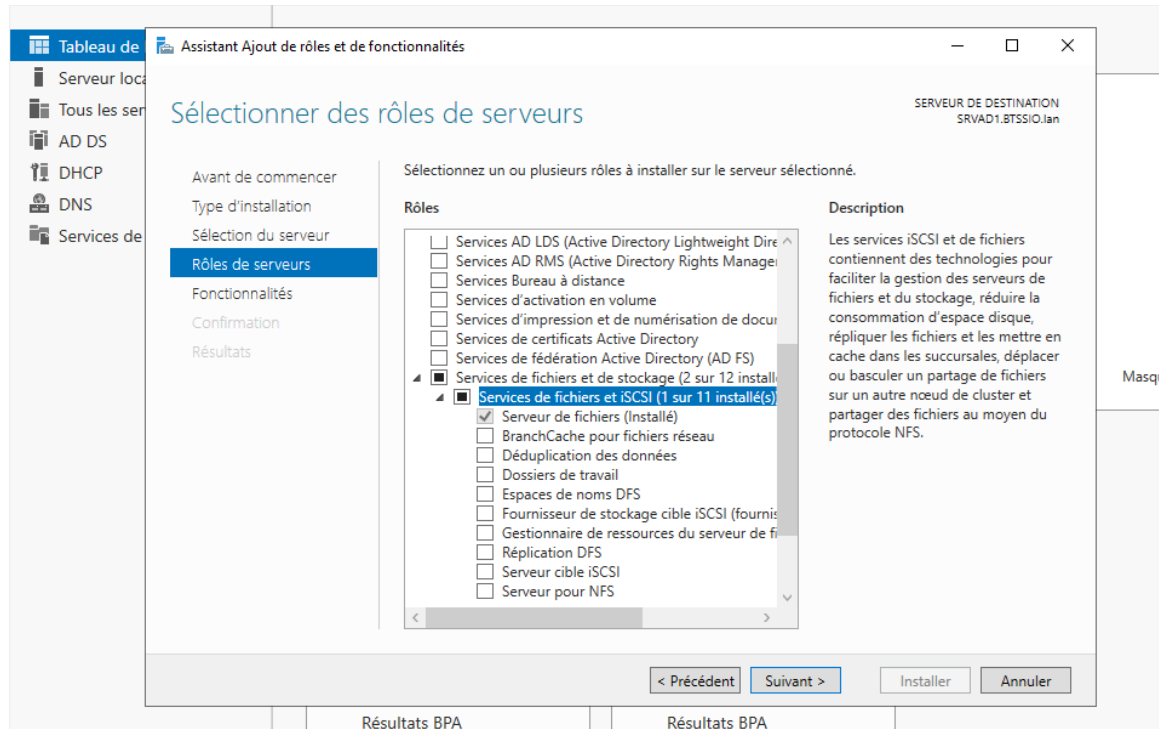 Tableau de
Serveur loca
Tous les ser
AD DS
DHCP
DNS
Services de
Assistant Ajout de rôles et de fonctionnalités
Sélectionner des rôles de serveurs
SERVEUR DE DESTINATION
SRVAD1.BTSSIO.lan
Avant de commencer
Type d'installation
Sélection du serveur
Rôles de serveurs
Fonctionnalités
Confirmation
Résultats
Sélectionnez un ou plusieurs rôles à installer sur le serveur sélectionné.
Rôles
Services AD LDS (Active Directory Lightweight Dire
Services AD RMS (Active Directory Rights Manage
Services Bureau à distance
Services d'activation en volume
Services d'impression et de numérisation de docu
Services de certificats Active Directory
Services de fédération Active Directory (AD FS)
Services de fichiers et de stockage (2 sur 12 install
Services de fichiers et iSCSI (1 sur 11 installé(s)
Serveur de fichiers (Installé)
BranchCache pour fichiers réseau
Déduplication des données
Dossiers de travail
Espaces de noms DFS
Fournisseur de stockage cible iSCSI (fournis
Gestionnaire de ressources du serveur de fi
Réplication DFS
Serveur cible iSCSI
Serveur pour NFS
Description
Les services iSCSI et de fichiers
contiennent des technologies pour
faciliter la gestion des serveurs de
fichiers et du stockage, réduire la
consommation d'espace disque,
répliquer les fichiers et les mettre en
cache dans les succursales, déplacer
ou basculer un partage de fichiers
sur un autre nœud de cluster et
partager des fichiers au moyen du
protocole NFS.
Masqu
< Précédent
Suivant >
Installer
Annuler
Résultats BPA
Résultats BPA